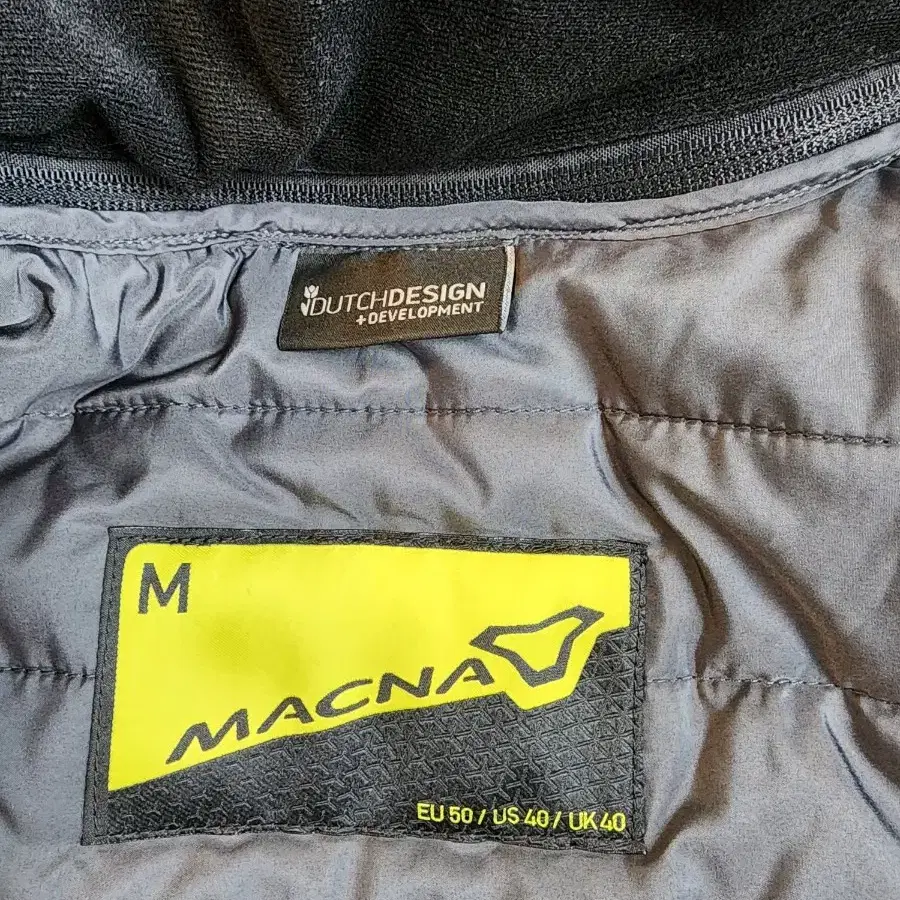 DUTCHDESIGN
+DEVELOPMENT
M
MACNA
EU 50 / US 40 / UK 40